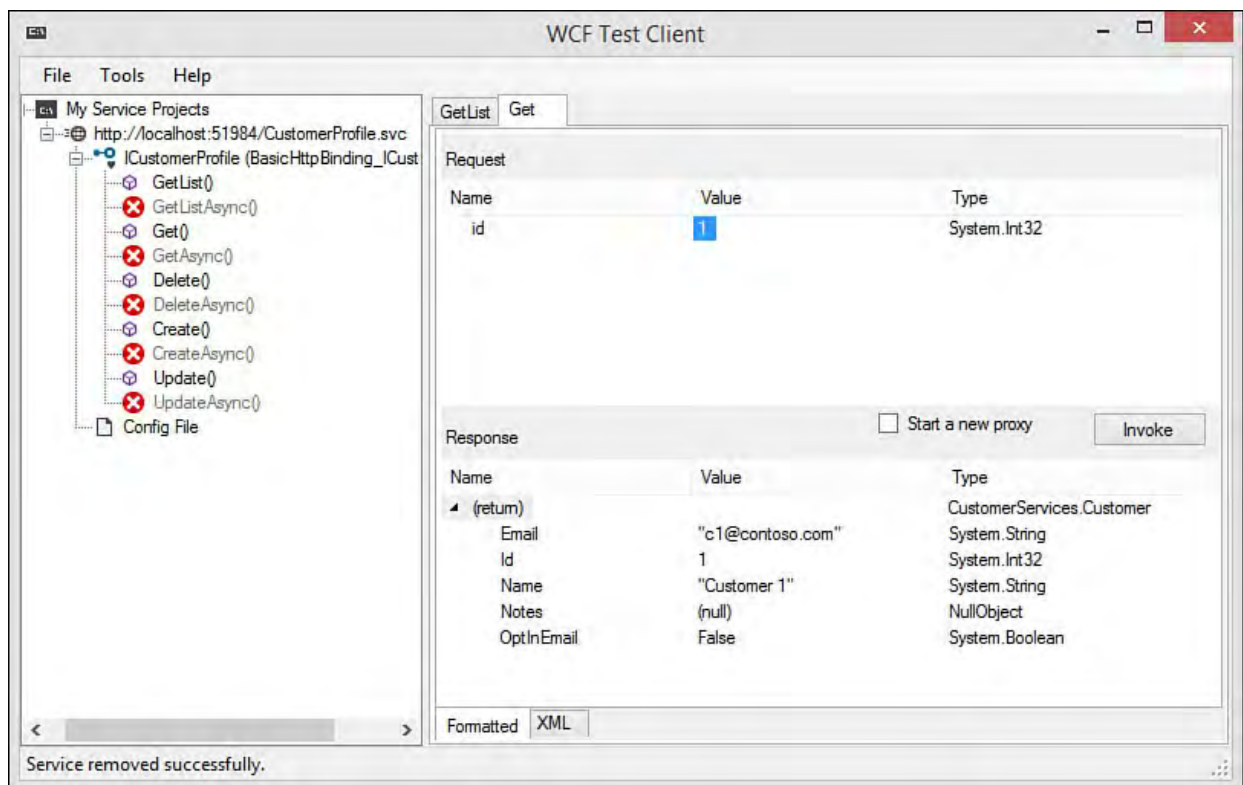 WCF Test Client
File Tools Help
My Service Projects
http://localhost:51984/CustomerProfile.svc
ICustomerProfile (BasicHttpBinding_ICust
GetList()
GetListAsync()
Get()
GetAsync()
Delete()
DeleteAsync()
Create()
CreateAsync()
Update()
UpdateAsync()
Config File
GetList Get
Request
Name Value Type
id 1 System.Int32
Response Start a new proxy Invoke
Name Value Type
(return) CustomerServices.Customer
Email "c1@contoso.com" System.String
Id 1 System.Int32
Name "Customer 1" System.String
Notes (null) NullObject
OptInEmail False System.Boolean
Formatted XML
Service removed successfully.